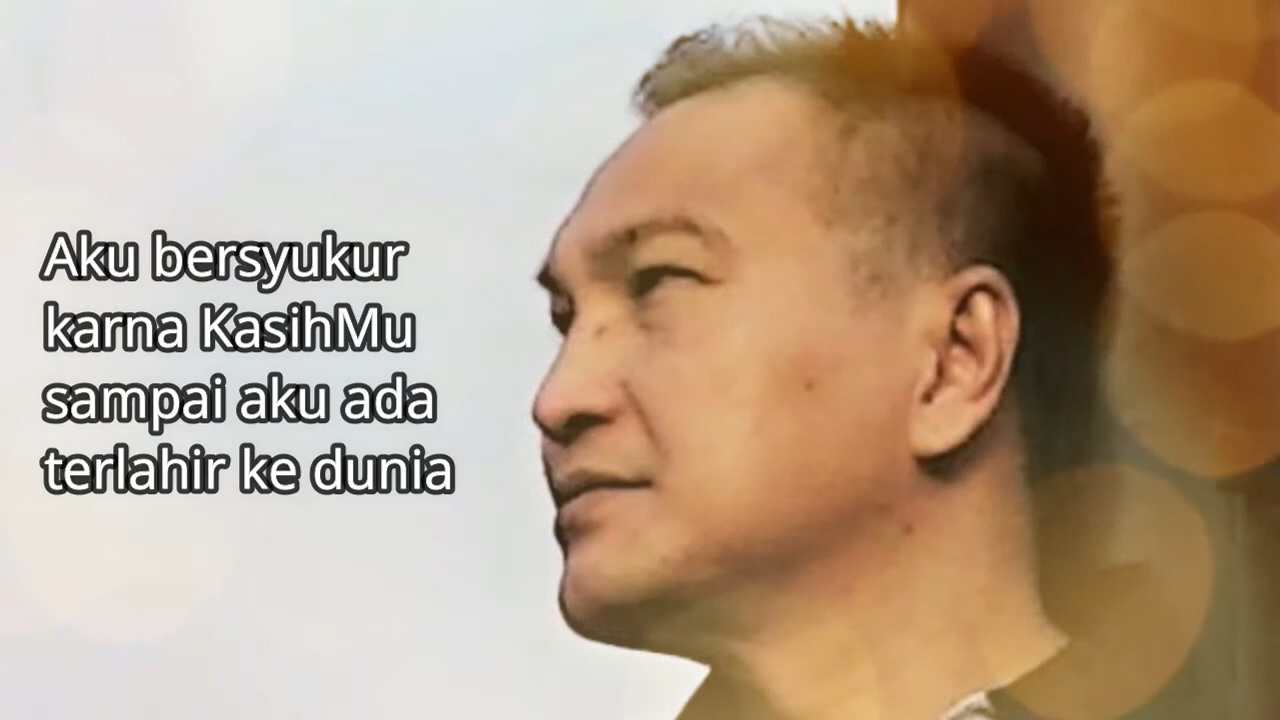 Aku bersyukur
karna KasihMu
sampai aku ada
terlahir ke dunia